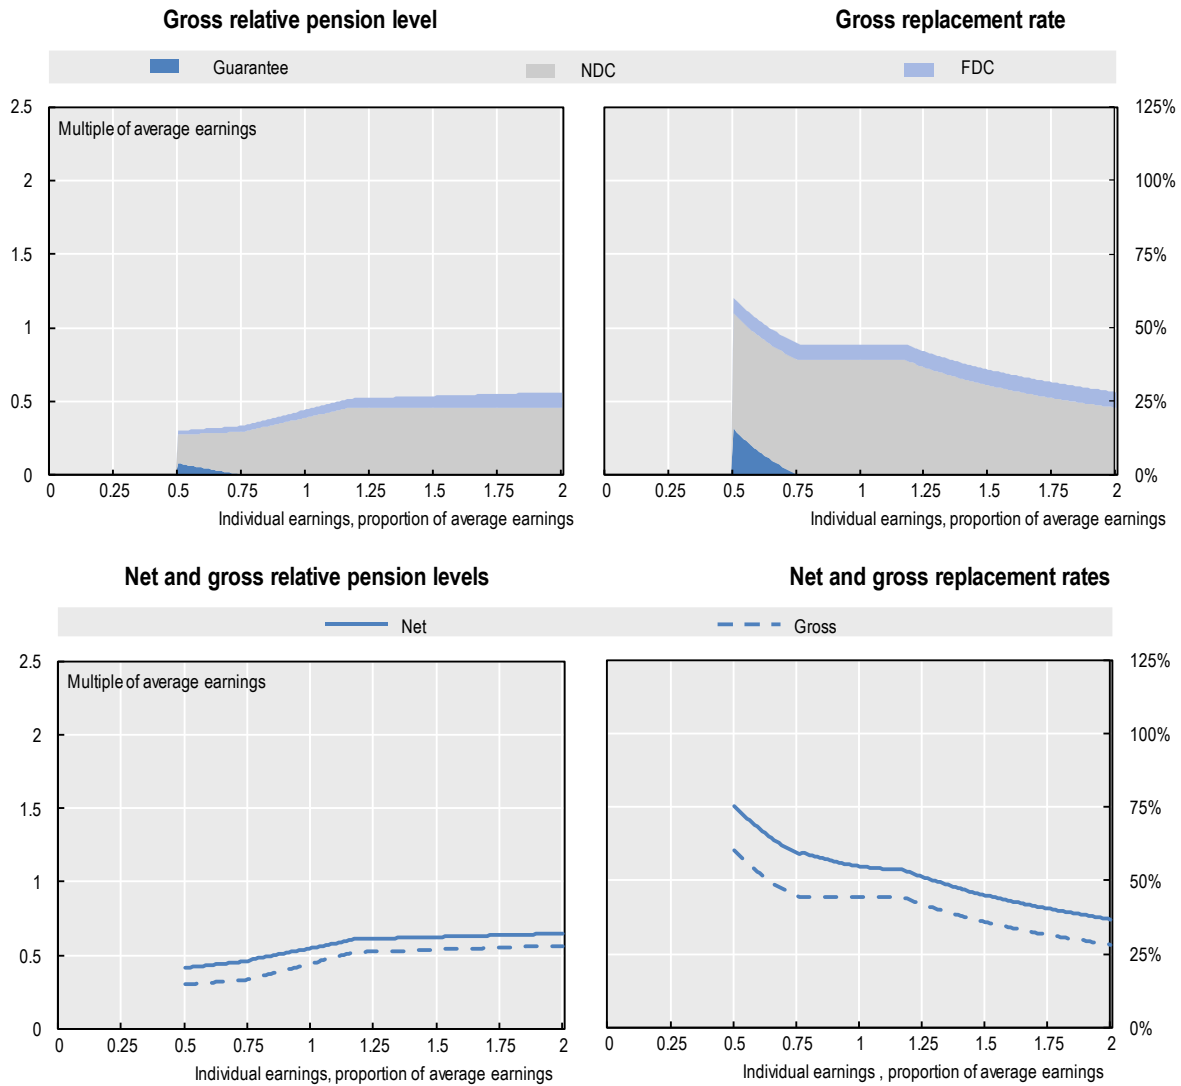 Gross relative pension level
Gross replacement rate
Guarantee
NDC
FDC
2.5
2
1.5
1
0.5
0
Multiple of average earnings
0 0.25 0.5 0.75 1 1.25 1.5 1.75 2
Individual earnings, proportion of average earnings
125%
100%
75%
50%
25%
0%
0 0.25 0.5 0.75 1 1.25 1.5 1.75 2
Individual earnings, proportion of average earnings
Net and gross relative pension levels
Net and gross replacement rates
Net
Gross
2.5
2
1.5
1
0.5
0
Multiple of average earnings
0 0.25 0.5 0.75 1 1.25 1.5 1.75 2
Individual earnings, proportion of average earnings
125%
100%
75%
50%
25%
0%
0 0.25 0.5 0.75 1 1.25 1.5 1.75 2
Individual earnings , proportion of average earnings